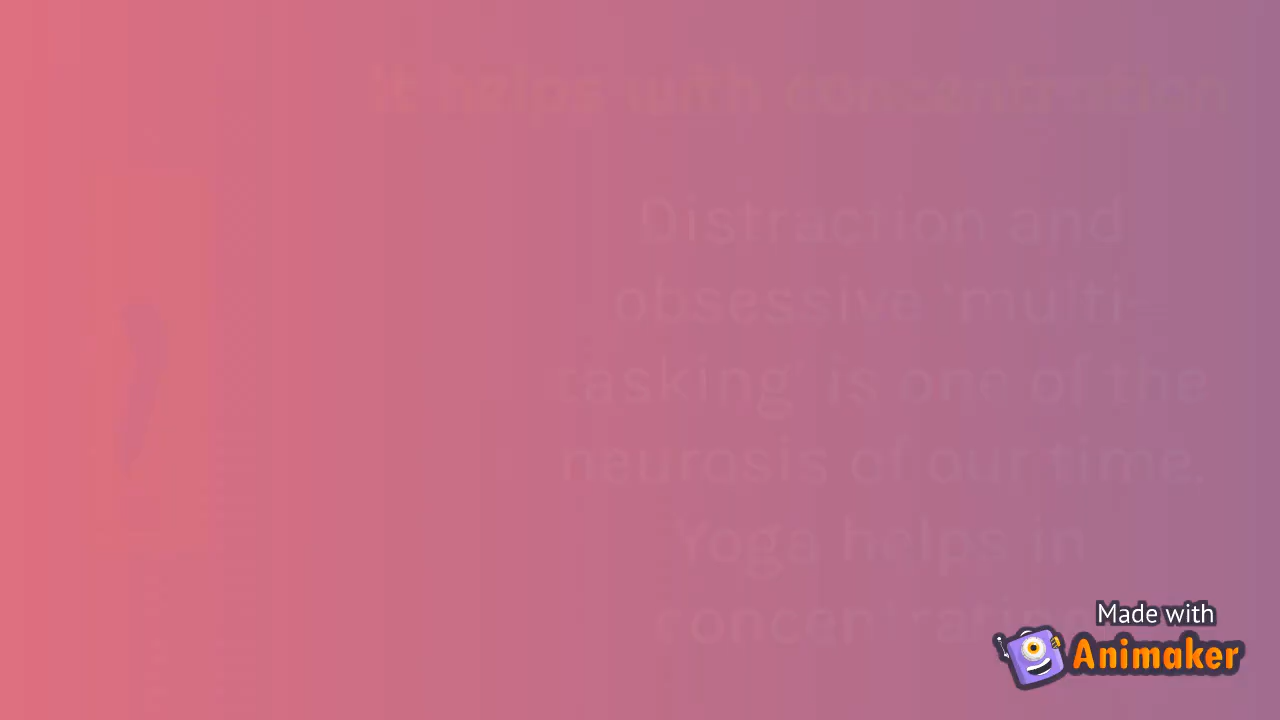 It helps with concentration
Distraction and
obsessive 'multi-
tasking' is one of the
neurosis of our time.
Yoga helps in
concentrating
Made with
Animaker